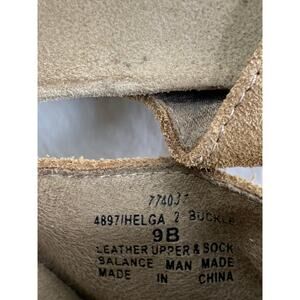 77403
4897/HELGA 2 BUCKLE
9B
LEATHER UPPER & SOCK
BALANCE MAN MADE
MADE IN CHINA